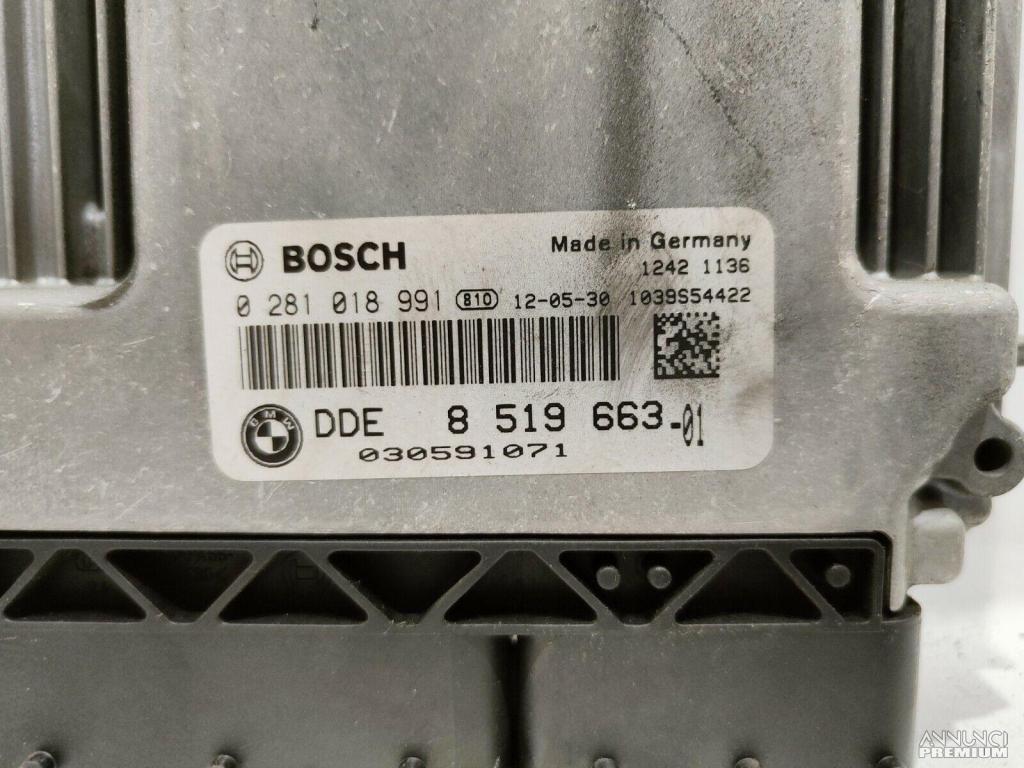 BOSCH
Made in Germany
1242 1136
0 281 018 991 810 12-05-30 1039S54422
BMW
DDE 8 519 663-01
030591071
ANNUNCI
PREMIUM